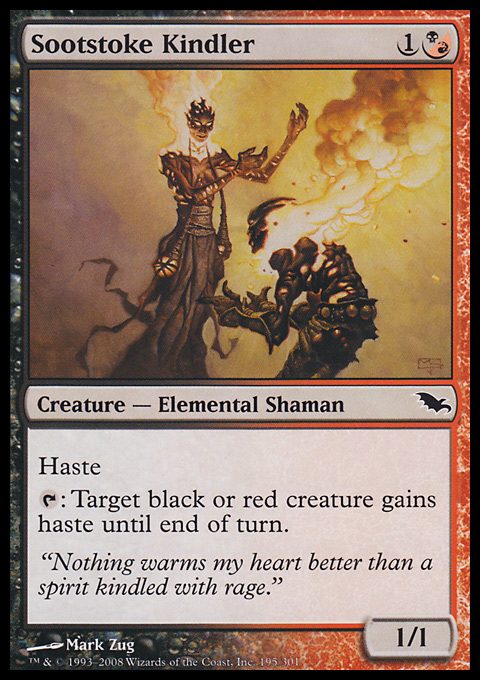 Sootstoke Kindler 1
Creature — Elemental Shaman
Haste
: Target black or red creature gains
haste until end of turn.
“Nothing warms my heart better than a
spirit kindled with rage.”
Mark Zug
1/1
™ & © 1993–2008 Wizards of the Coast, Inc. 195/301